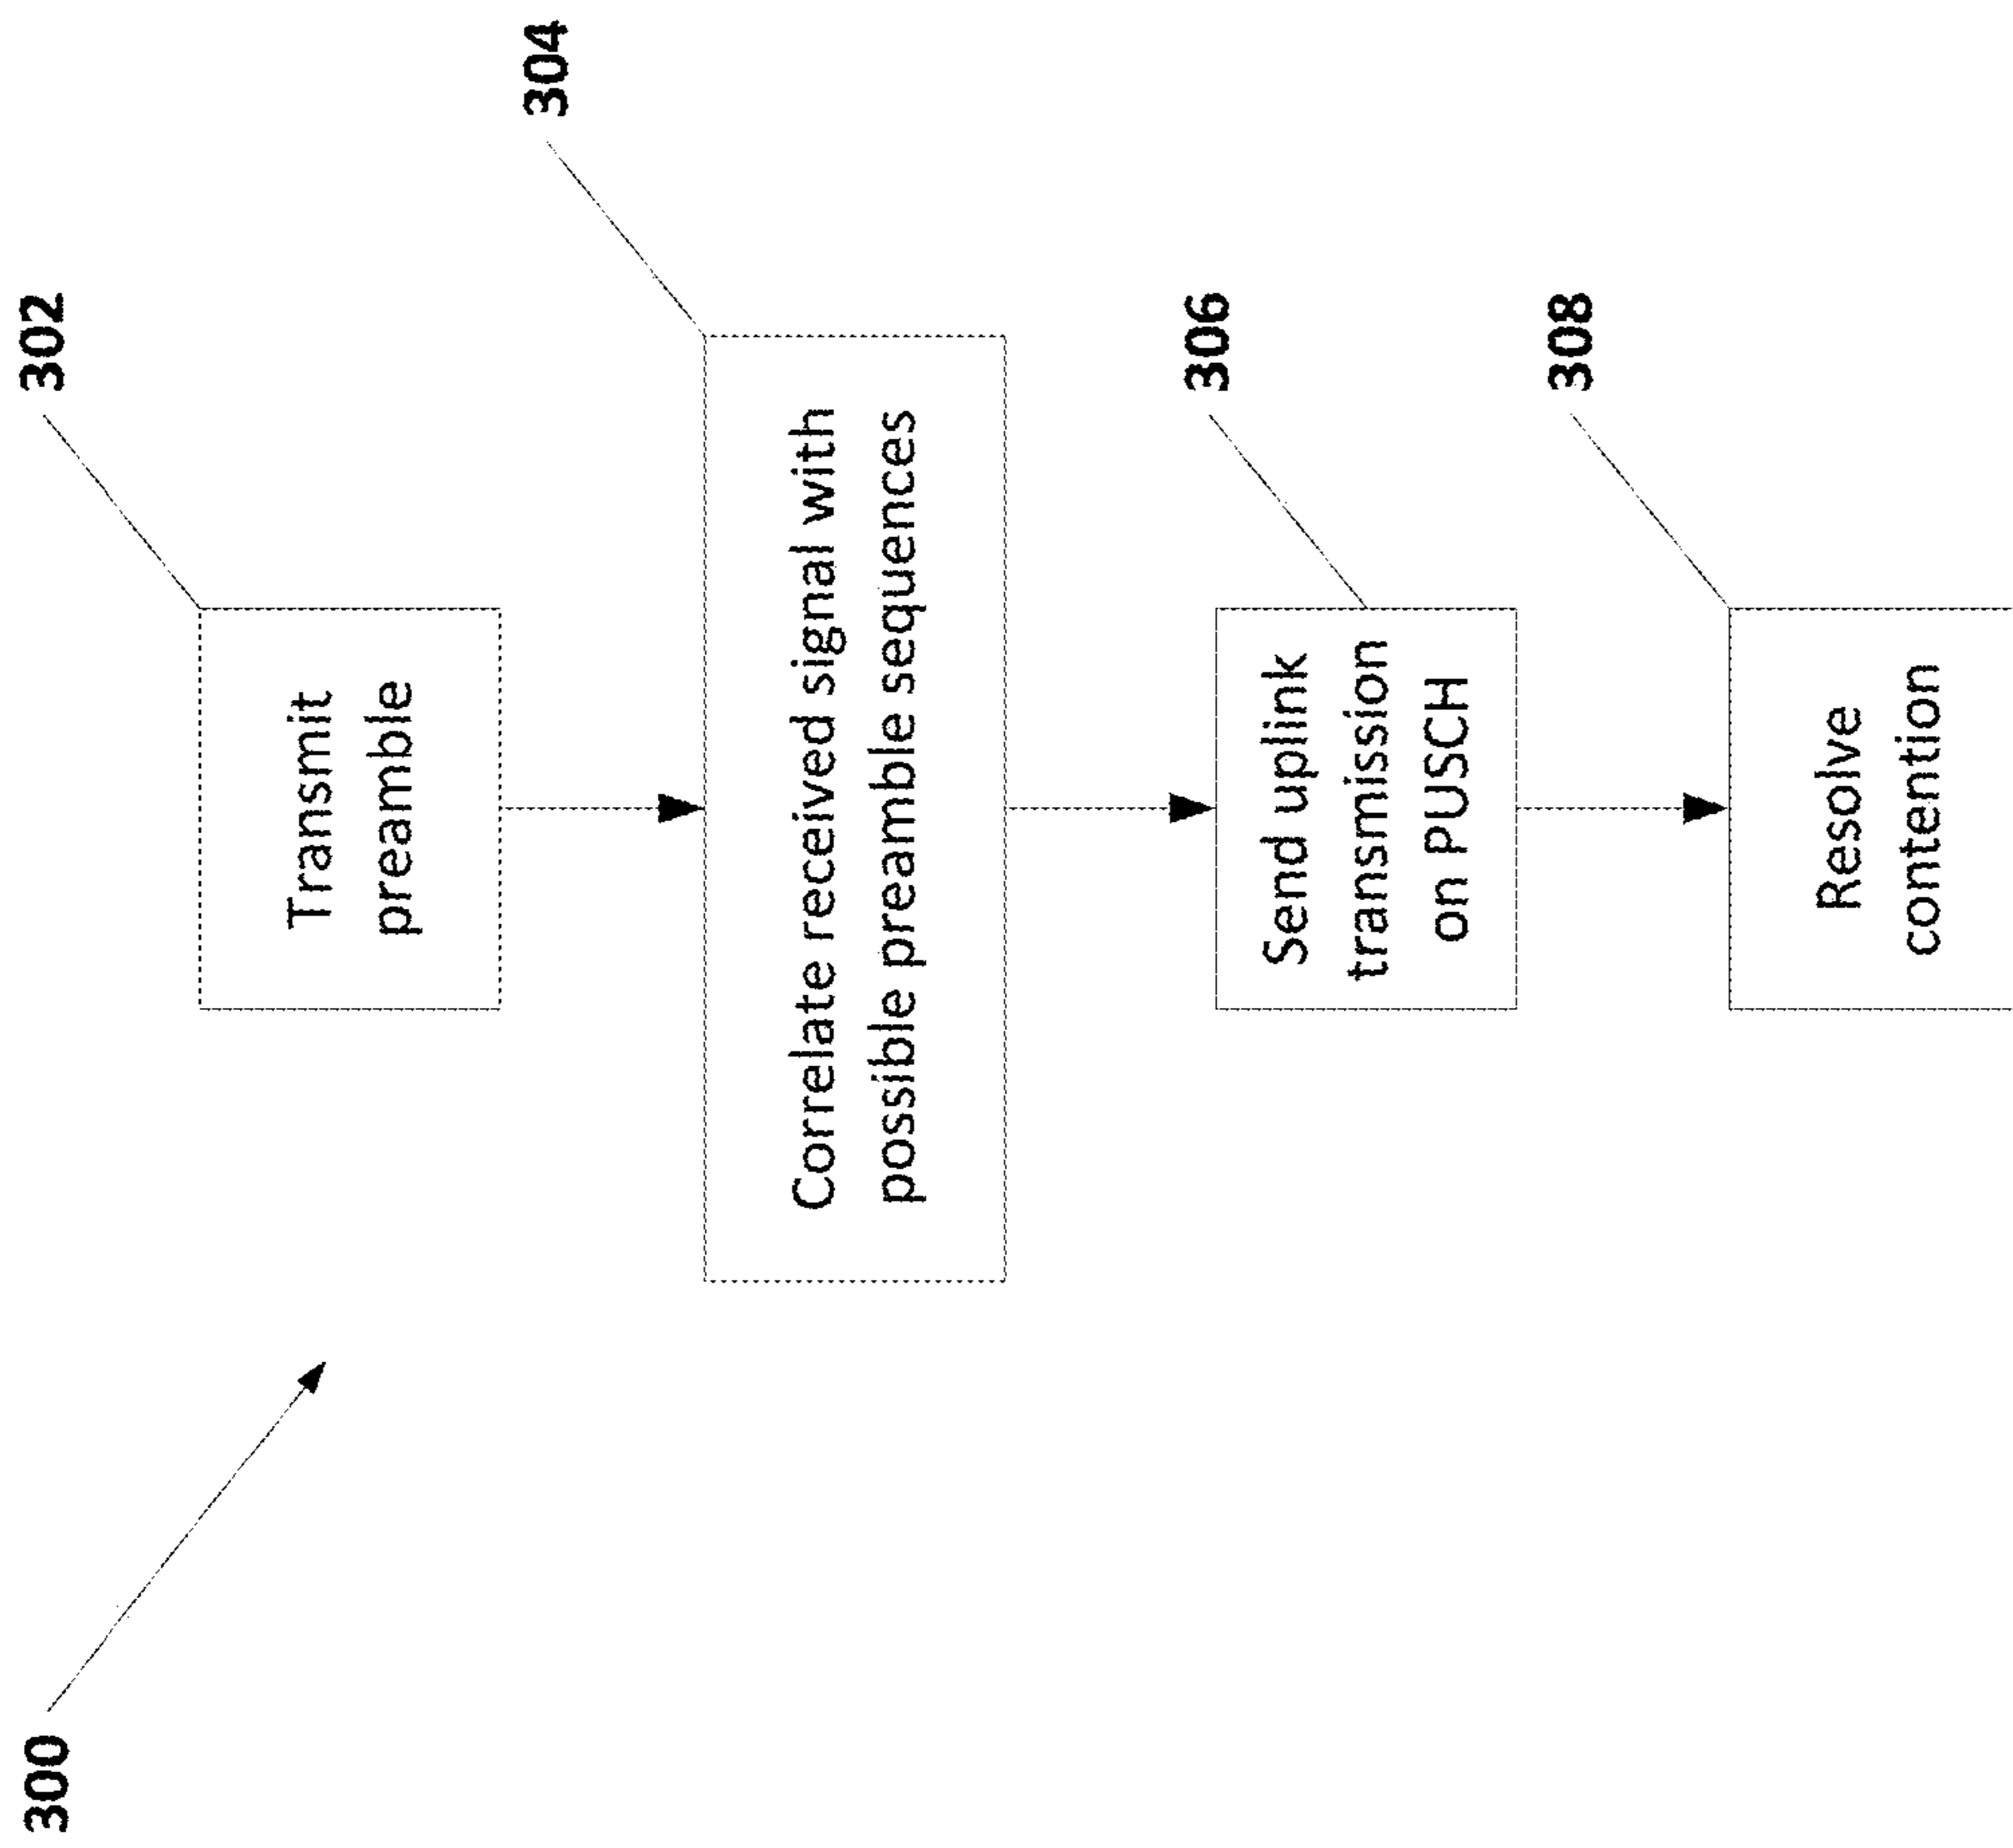 300
302
Transmit
preamble
304
Correlate received signal with
possible preamble sequences
306
Send uplink
transmission
on PUSCH
308
Resolve
contention